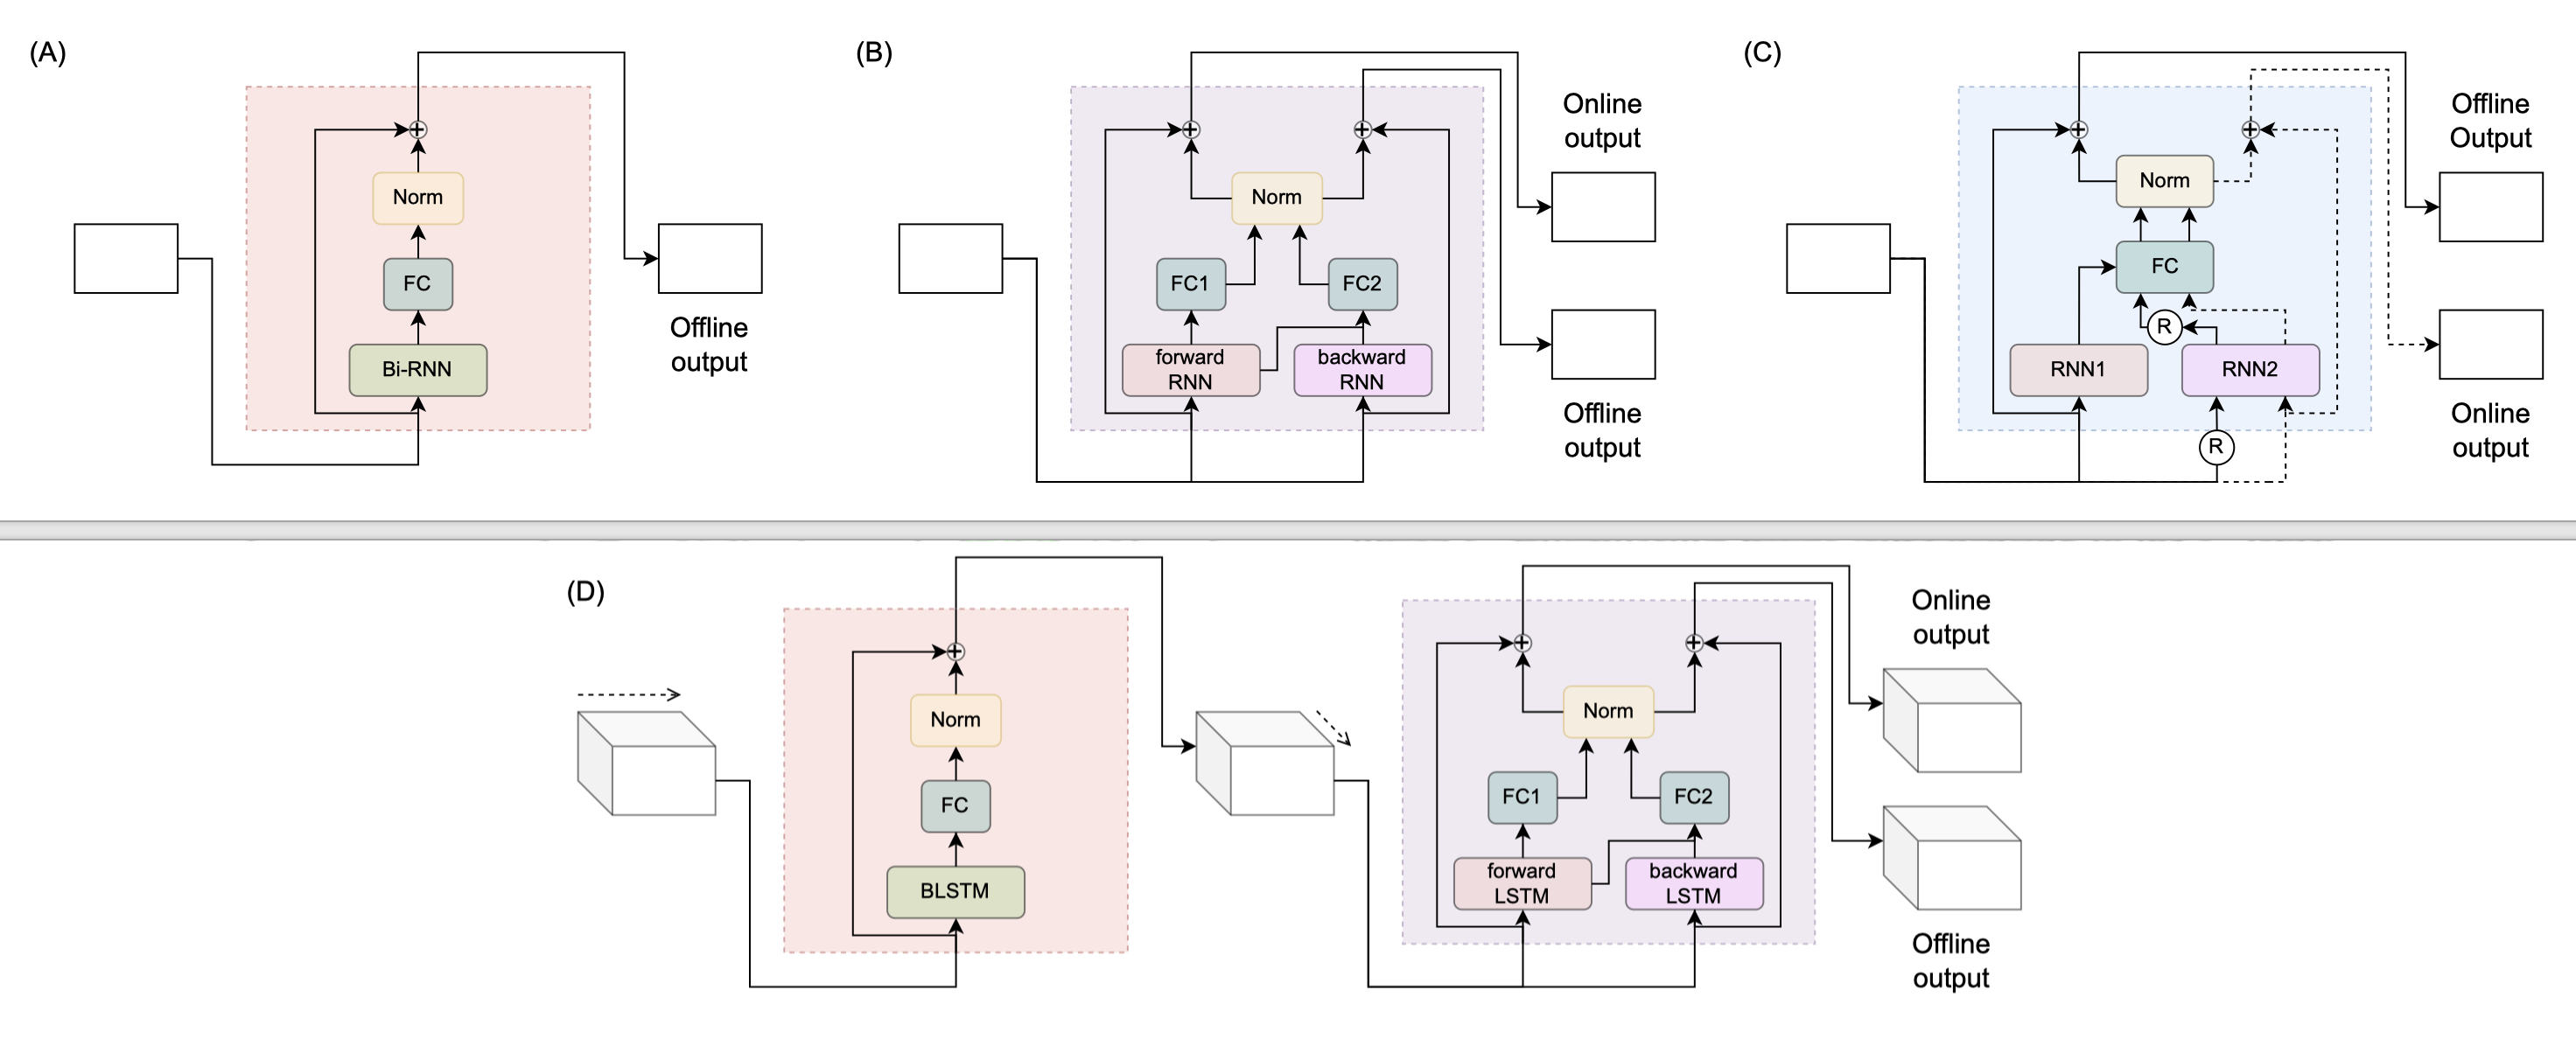 (A)
Norm
FC
Bi-RNN
Offline
output
(B)
Norm
FC1
FC2
forward
RNN
backward
RNN
Online
output
Offline
output
(C)
Norm
FC
R
RNN1
RNN2
R
Offline
Output
Online
output
(D)
Norm
FC
BLSTM
Norm
FC1
FC2
forward
LSTM
backward
LSTM
Online
output
Offline
output